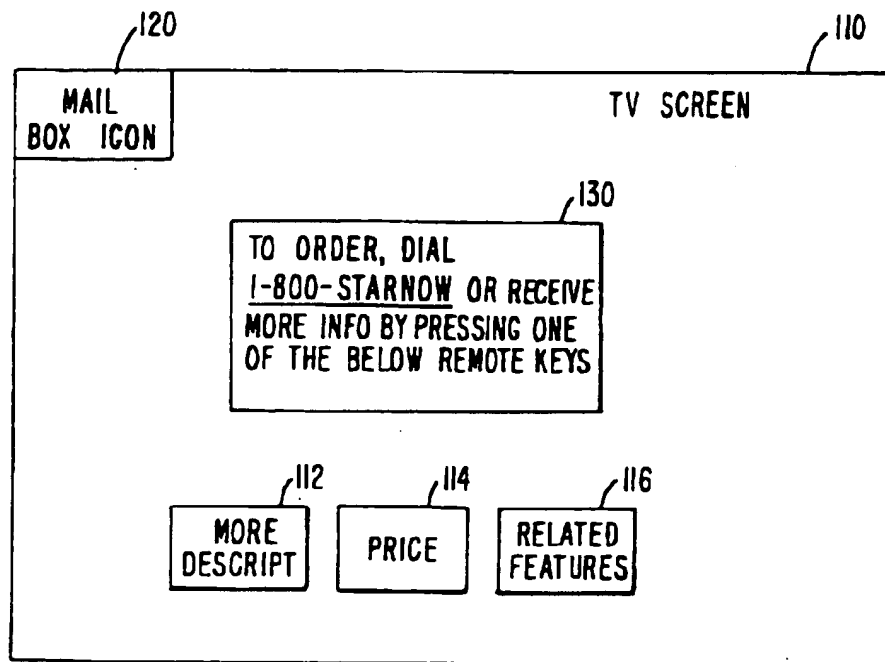 120
110
MAIL
BOX ICON
TV SCREEN
130
TO ORDER, DIAL
1-800-STARNOW OR RECEIVE
MORE INFO BY PRESSING ONE
OF THE BELOW REMOTE KEYS
112
114
116
MORE
DESCRIPT
PRICE
RELATED
FEATURES